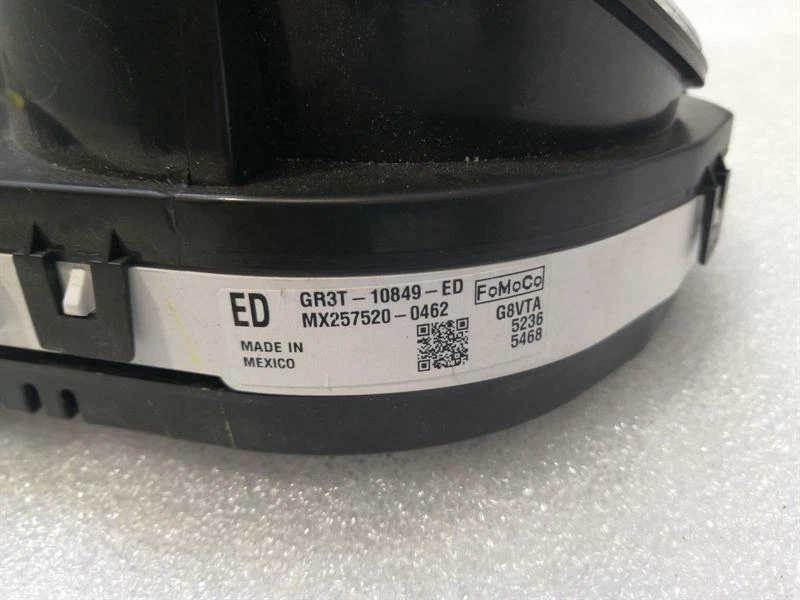 ED
GR3T-10849-ED
MX257520-0462
MADE IN
MEXICO
FoMoCo
G8VTA
5236
5468